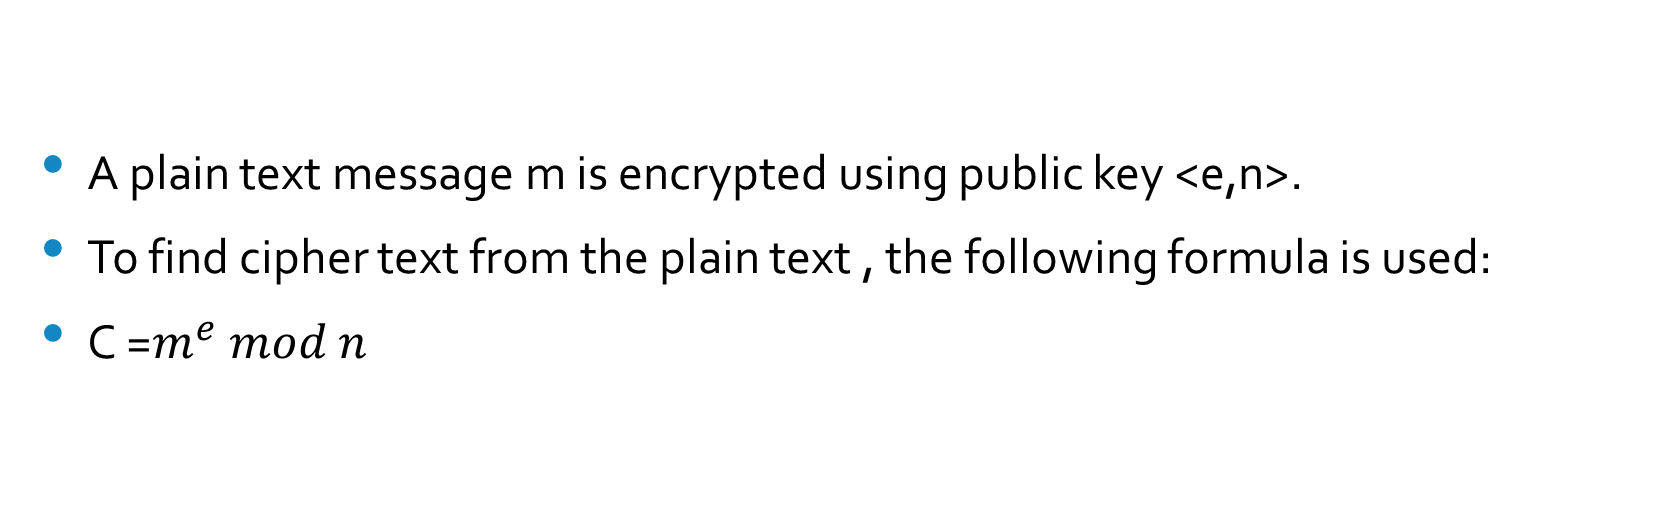 • A plain text message m is encrypted using public key <e,n>.
• To find cipher text from the plain text , the following formula is used:
• C =𝑚ᵉ 𝑚𝑜𝑑 𝑛